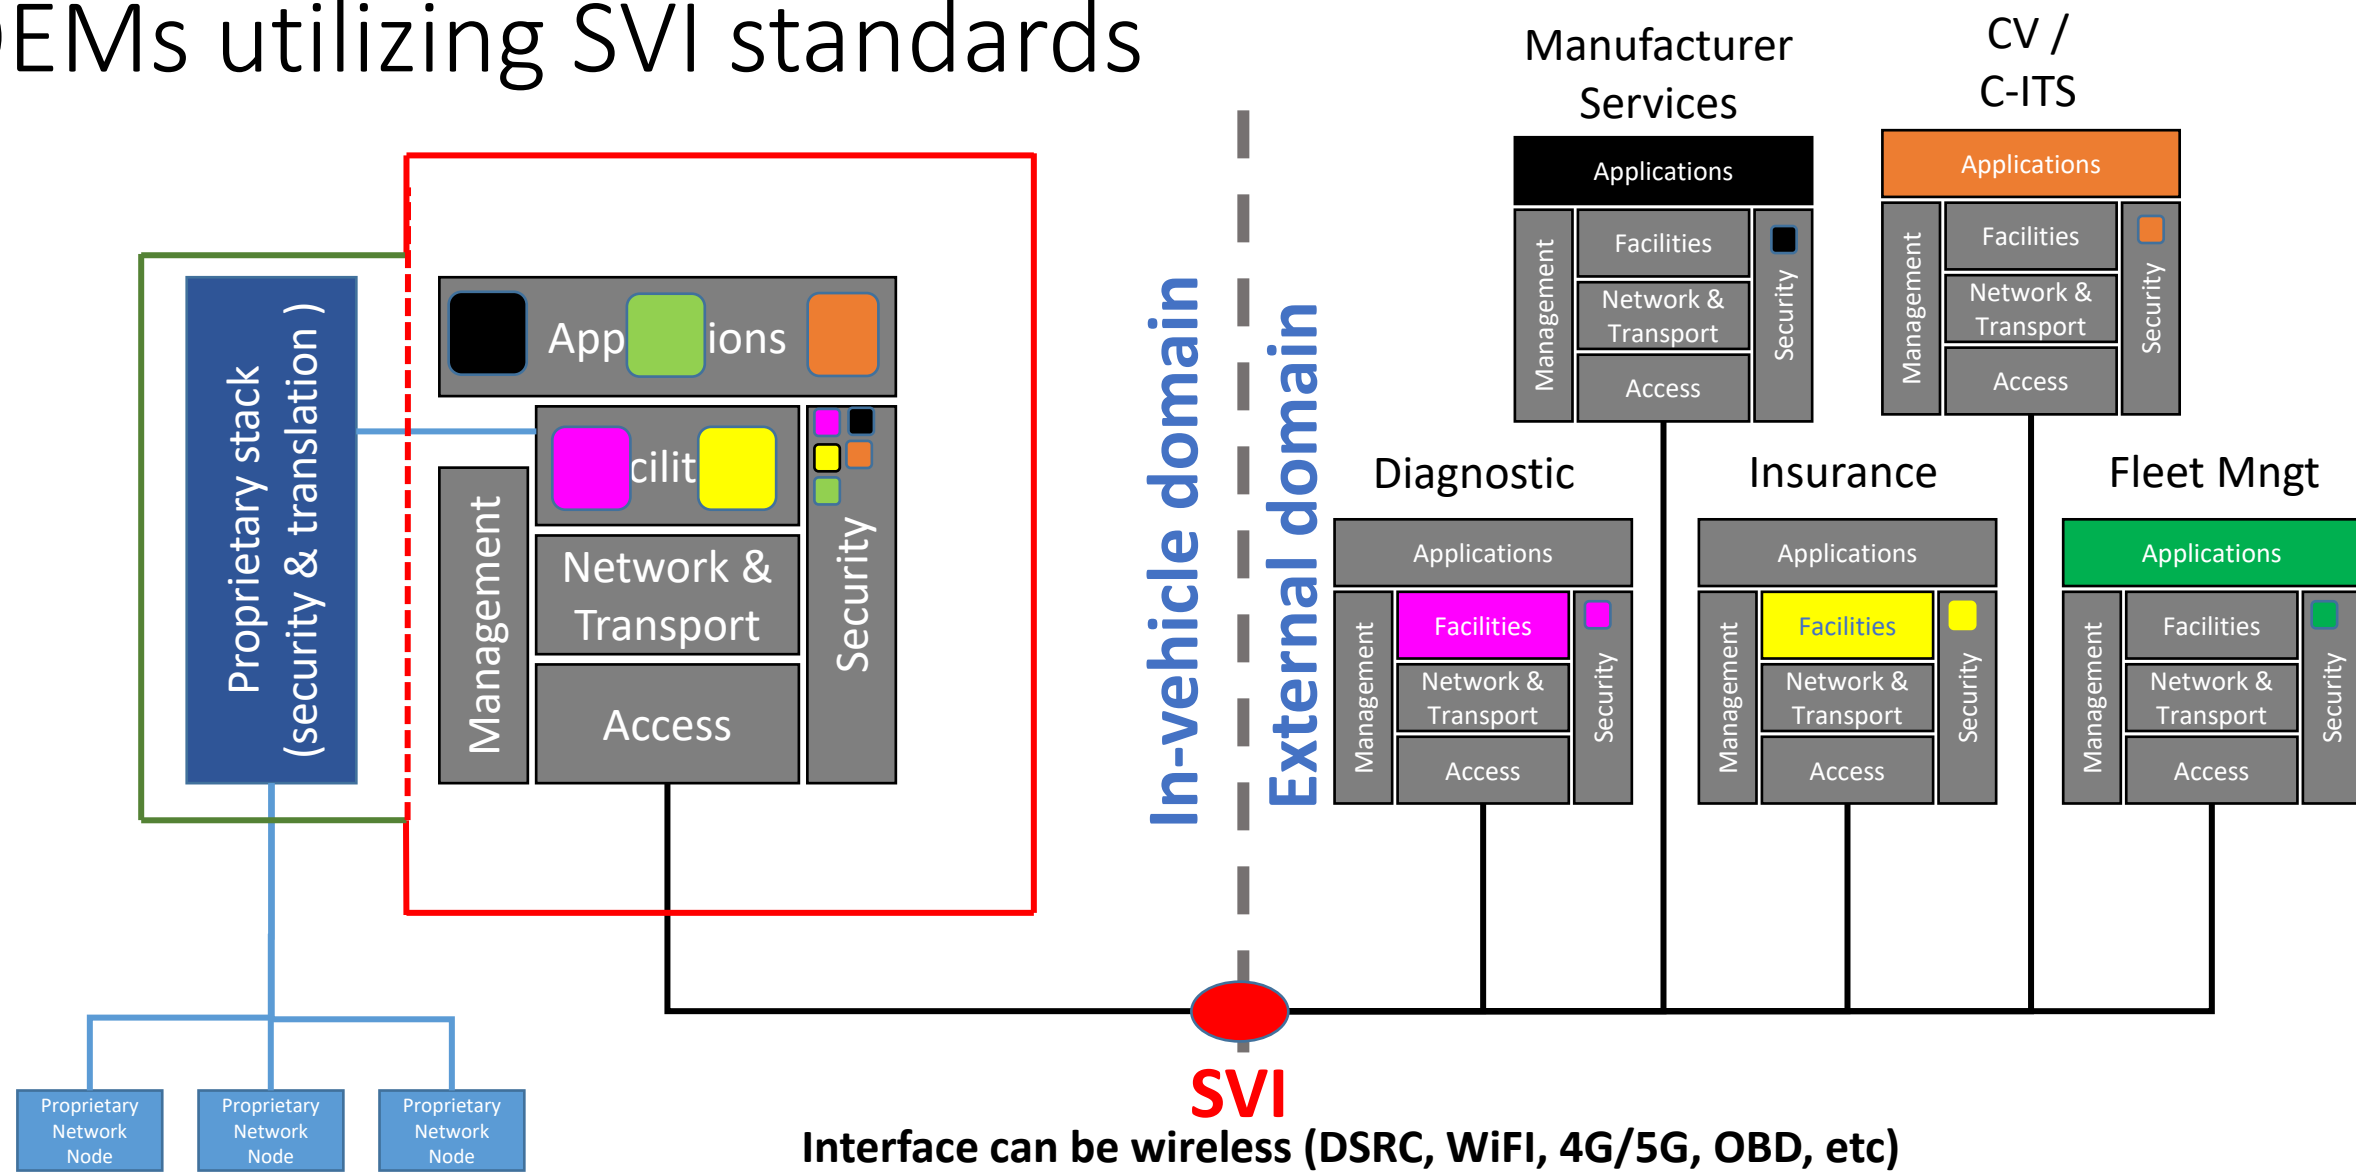 OEMs utilizing SVI standards
Manufacturer
Services
CV /
C-ITS
Proprietary stack
(security & translation )
App ions
cilit
Management
Network &
Transport
Access
Security
In-vehicle domain
External domain
Applications
Management
Facilities
Network &
Transport
Access
Security
Applications
Management
Facilities
Network &
Transport
Access
Security
Diagnostic
Applications
Management
Facilities
Network &
Transport
Access
Security
Insurance
Applications
Management
Facilities
Network &
Transport
Access
Security
Fleet Mngt
Applications
Management
Facilities
Network &
Transport
Access
Security
Proprietary
Network
Node
Proprietary
Network
Node
Proprietary
Network
Node
SVI
Interface can be wireless (DSRC, WiFI, 4G/5G, OBD, etc)